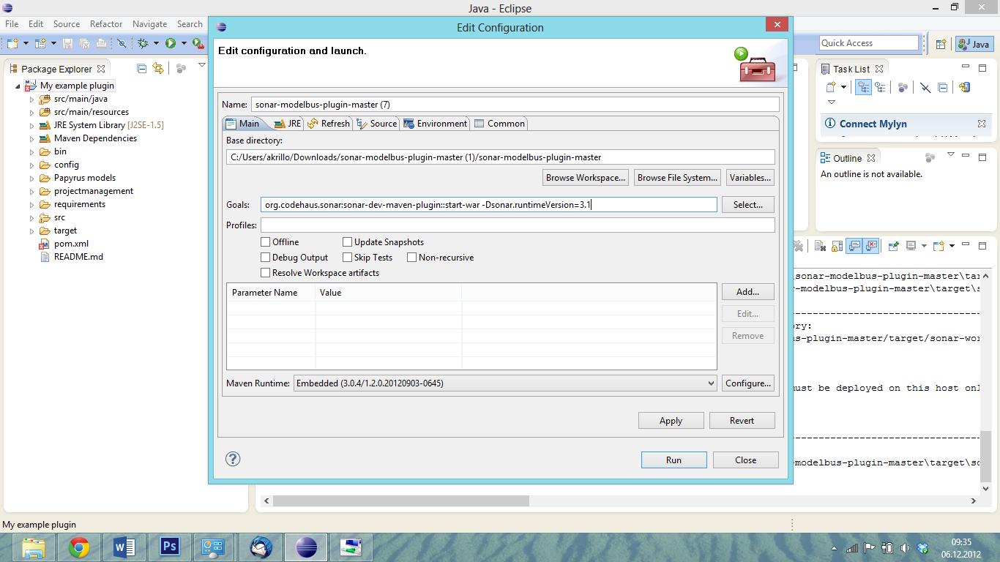 Java - Eclipse
File Edit Source Refactor Navigate Search
Edit Configuration
Quick Access
Java
Edit configuration and launch.
Package Explorer
My example plugin
src/main/java
src/main/resources
JRE System Library [J2SE-1.5]
Maven Dependencies
bin
config
Papyrus models
projectmanagement
requirements
src
target
pom.xml
README.md
Name: sonar-modelbus-plugin-master (7)
Main JRE Refresh Source Environment Common
Base directory:
C:/Users/akrillo/Downloads/sonar-modelbus-plugin-master (1)/sonar-modelbus-plugin-master
Browse Workspace... Browse File System... Variables...
Goals: org.codehaus.sonar:sonar-dev-maven-plugin::start-war -Dsonar.runtimeVersion=3.1 Select...
Profiles:
Offline Update Snapshots
Debug Output Skip Tests Non-recursive
Resolve Workspace artifacts
Parameter Name Value
Add...
Edit...
Remove
Maven Runtime: Embedded (3.0.4/1.2.0.20120903-0645) Configure...
Apply Revert
Run Close
Task List
Connect Mylyn
Outline
An outline is not available.
\sonar-modelbus-plugin-master\tar
-modelbus-plugin-master\target\s
----------------------------------
ory:
s-plugin-master/target/sonar-wor
must be deployed on this host onl
----------------------------------
-modelbus-plugin-master\target\so
My example plugin
W Ps
09:35
06.12.2012